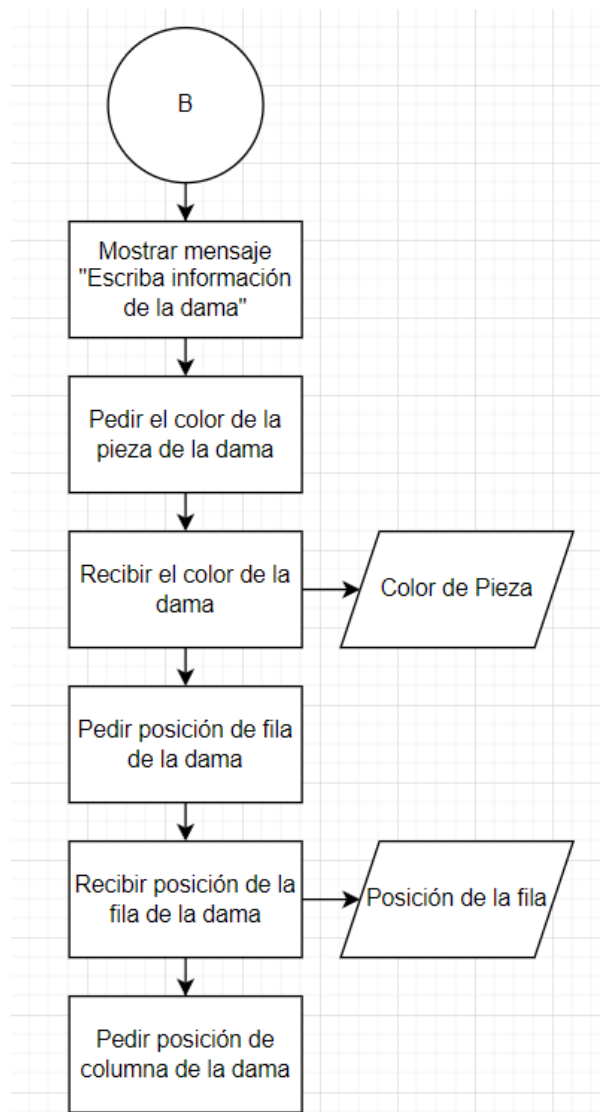 B
Mostrar mensaje
"Escriba información
de la dama"
Pedir el color de la
pieza de la dama
Recibir el color de la
dama
Color de Pieza
Pedir posición de fila
de la dama
Recibir posición de la
fila de la dama
Posición de la fila
Pedir posición de
columna de la dama